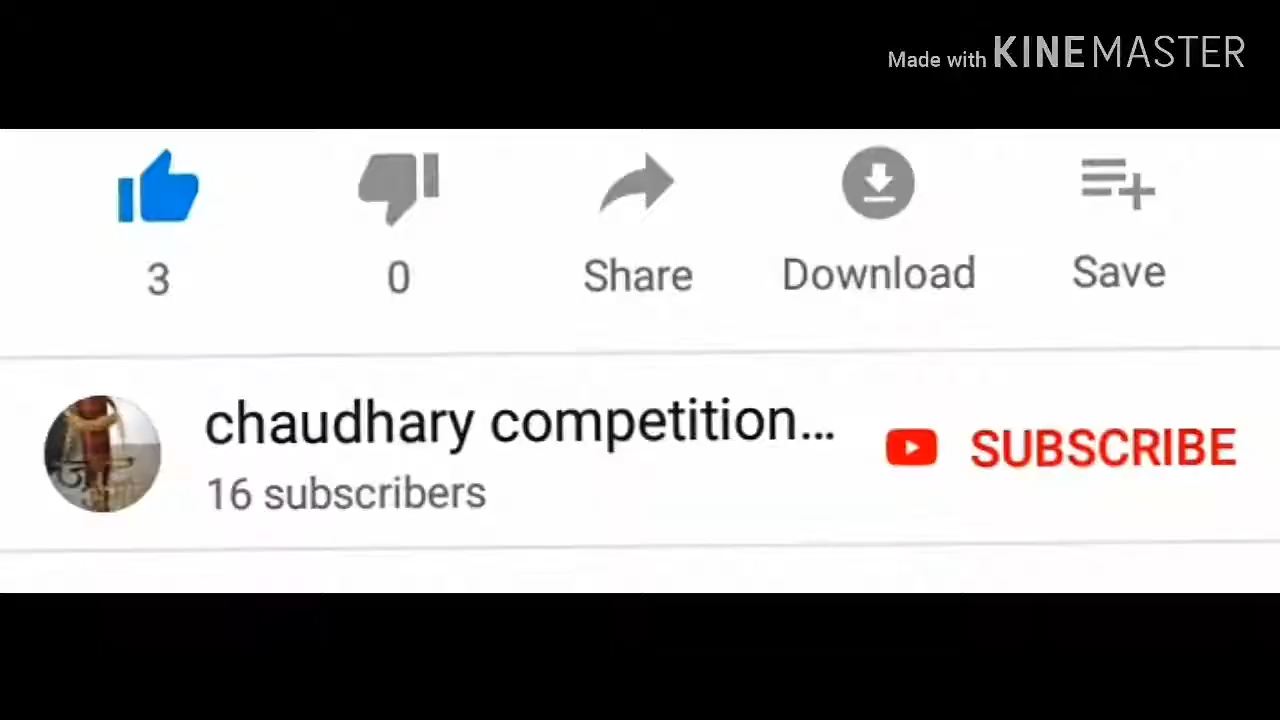 Made with KINEMASTER
3 0 Share Download Save
chaudhary competition... SUBSCRIBE
16 subscribers